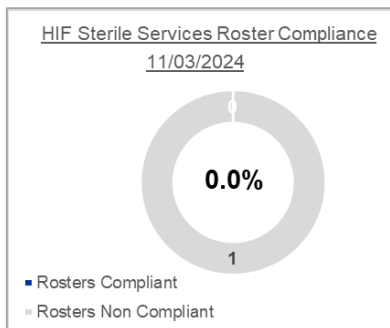 HIF Sterile Services Roster Compliance
11/03/2024
0
0.0%
1
Rosters Compliant
Rosters Non Compliant